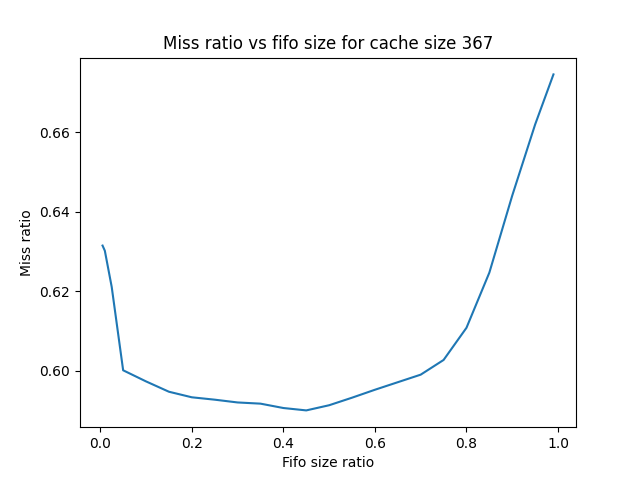 Miss ratio vs fifo size for cache size 367
Miss ratio
0.66
0.64
0.62
0.60
0.0 0.2 0.4 0.6 0.8 1.0
Fifo size ratio